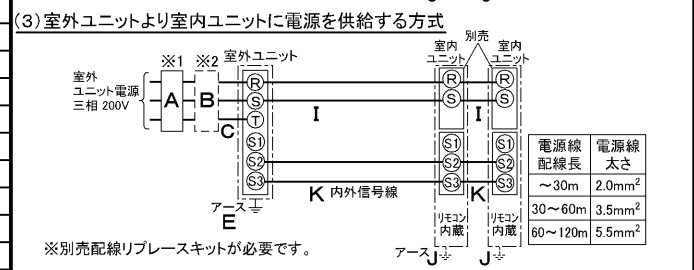 (3)室外ユニットより室内ユニットに電源を供給する方式
別売
※1 ※2 室外ユニット 室内ユニット 室内ユニット
室外
ユニット電源
三相 200V
A B C
R R R
S S S
T
I I
S1 S1 S1
S2 S2 S2
S3 S3 S3
K 内外信号線 K
アース
E
リモコン
内蔵
リモコン
内蔵
アース J J
電源線配線長 電源線太さ
~30m 2.0mm²
30~60m 3.5mm²
60~120m 5.5mm²
※別売配線リプレースキットが必要です。